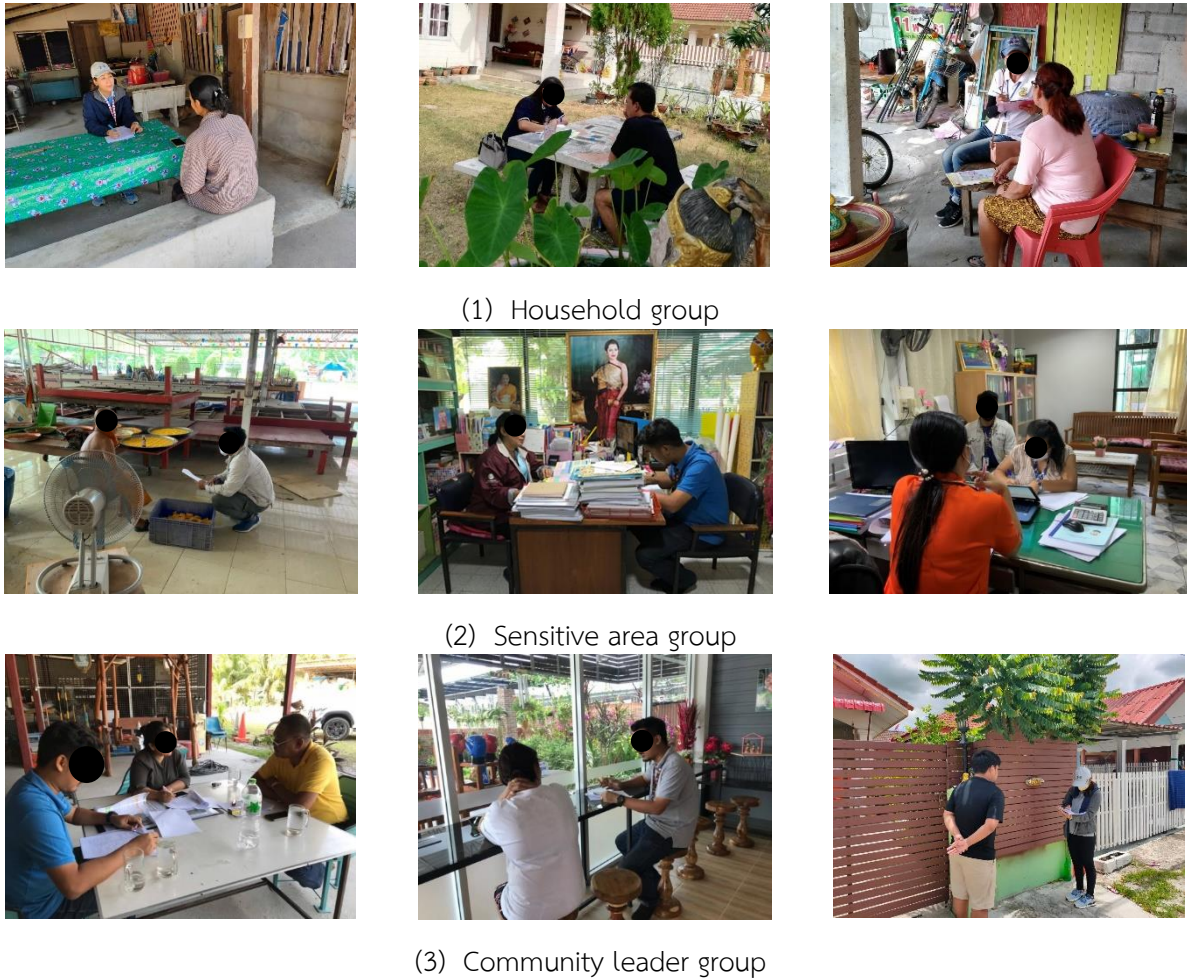 (1) Household group
(2) Sensitive area group
(3) Community leader group